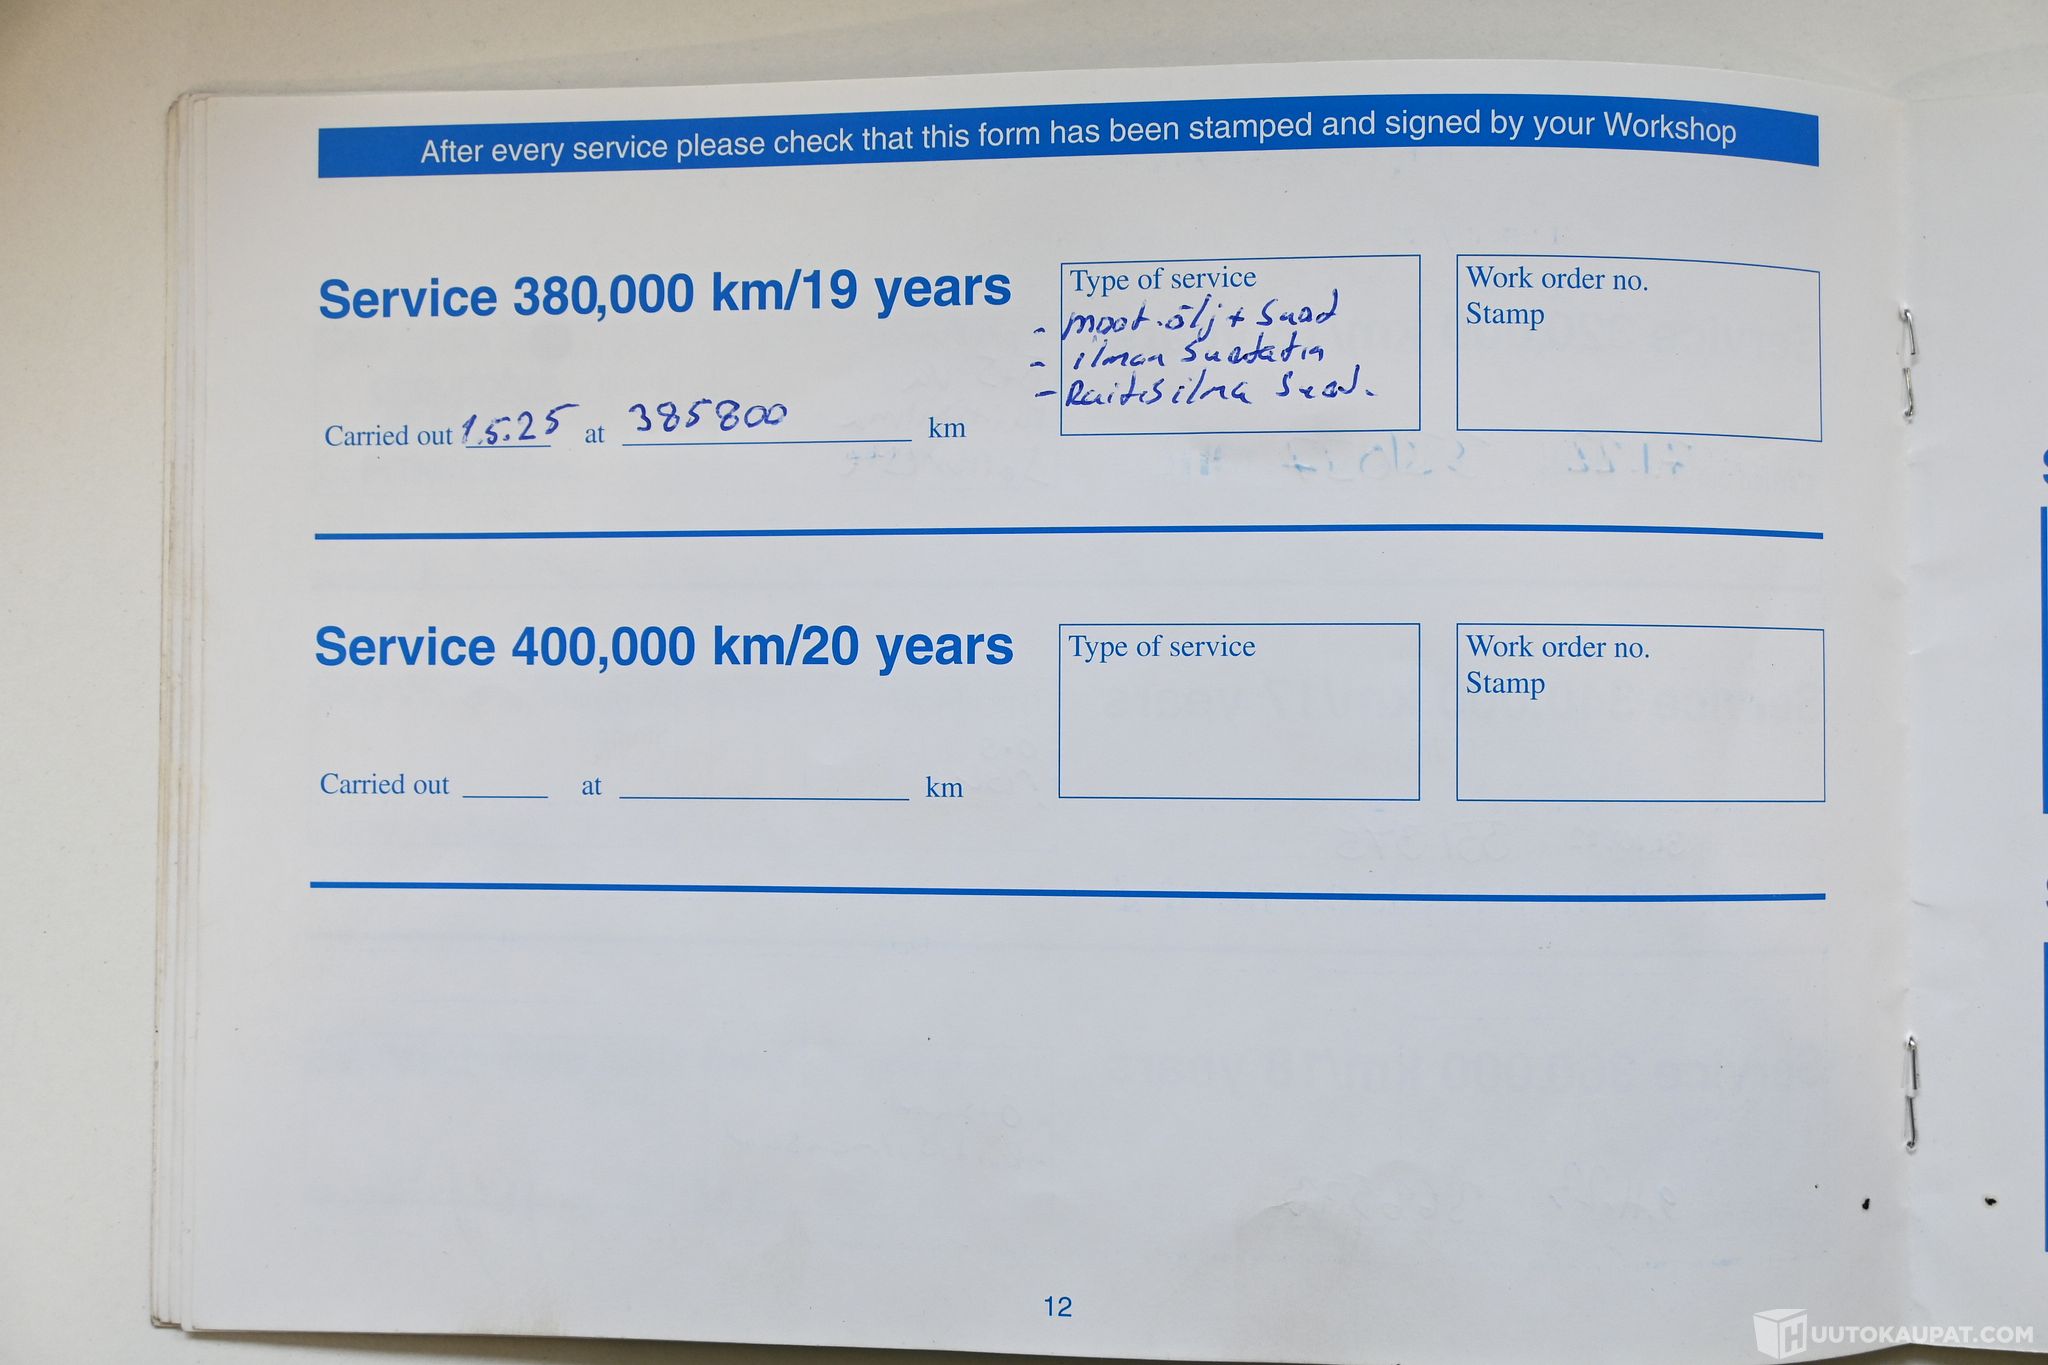 After every service please check that this form has been stamped and signed by your Workshop
Service 380,000 km/19 years
Type of service
- moot.ölj + Suod
- ilman Suodatin
- Raitisilma Suod.
Work order no.
Stamp
Carried out 1.5.25 at 385800 km
Service 400,000 km/20 years
Type of service
Work order no.
Stamp
Carried out at km
12
HUUTOKAUPAT.COM